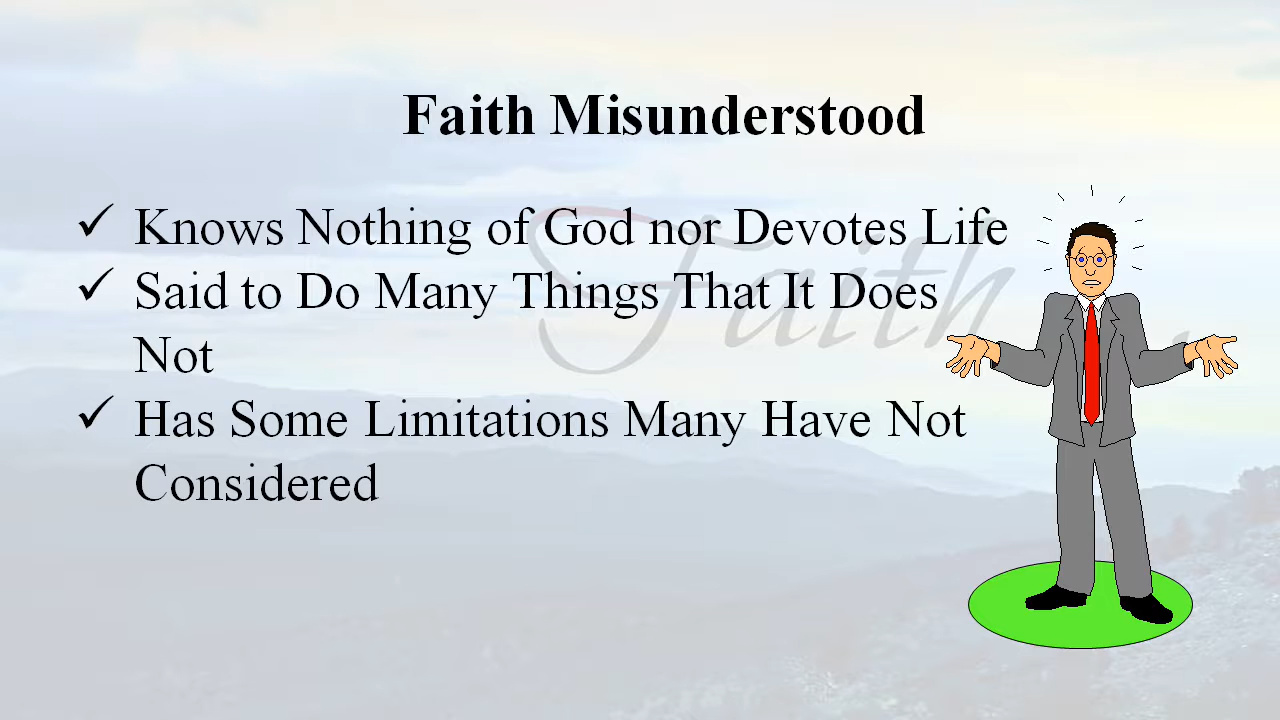 Faith Misunderstood
✓ Knows Nothing of God nor Devotes Life
✓ Said to Do Many Things That It Does
Not
✓ Has Some Limitations Many Have Not
Considered
Faith...